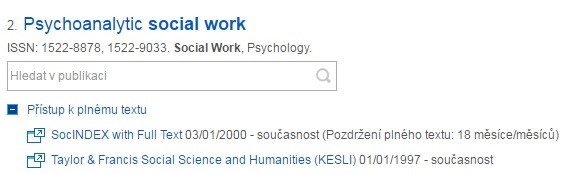 2. Psychoanalytic social work
ISSN: 1522-8878, 1522-9033. Social Work, Psychology.
Hledat v publikaci
Přístup k plnému textu
SocINDEX with Full Text 03/01/2000 - současnost (Pozdržení plného textu: 18 měsíce/měsíců)
Taylor & Francis Social Science and Humanities (KESLI) 01/01/1997 - současnost